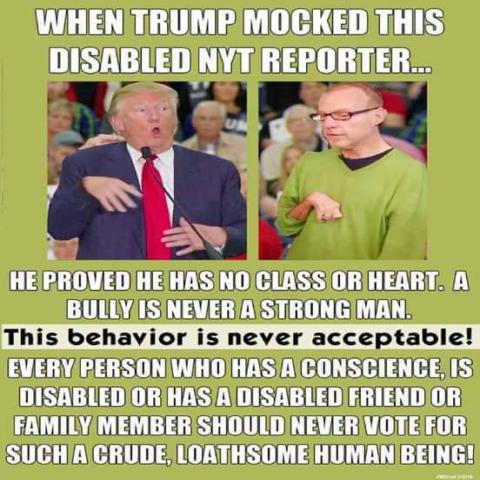 WHEN TRUMP MOCKED THIS
DISABLED NYT REPORTER...
HE PROVED HE HAS NO CLASS OR HEART. A
BULLY IS NEVER A STRONG MAN.
This behavior is never acceptable!
EVERY PERSON WHO HAS A CONSCIENCE, IS
DISABLED OR HAS A DISABLED FRIEND OR
FAMILY MEMBER SHOULD NEVER VOTE FOR
SUCH A CRUDE, LOATHSOME HUMAN BEING!